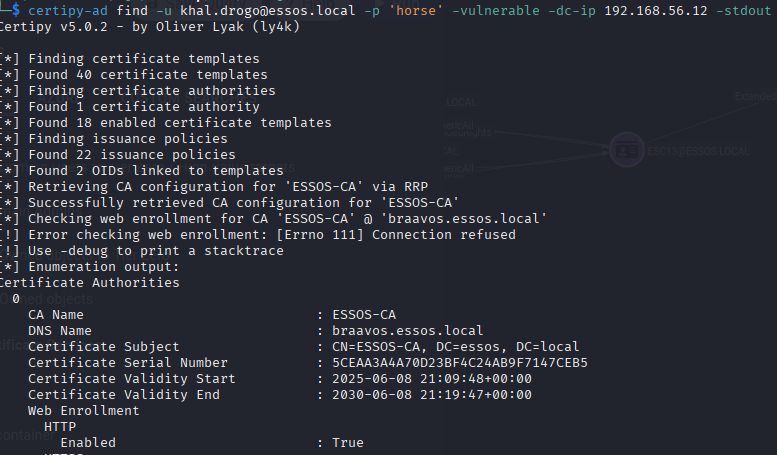 └─$ certipy-ad find -u khal.drogo@essos.local -p 'horse' -vulnerable -dc-ip 192.168.56.12 -stdout
Certipy v5.0.2 - by Oliver Lyak (ly4k)
[*] Finding certificate templates
[*] Found 40 certificate templates
[*] Finding certificate authorities
[*] Found 1 certificate authority
[*] Found 18 enabled certificate templates
[*] Finding issuance policies
[*] Found 22 issuance policies
[*] Found 2 OIDs linked to templates
[*] Retrieving CA configuration for 'ESSOS-CA' via RRP
[*] Successfully retrieved CA configuration for 'ESSOS-CA'
[*] Checking web enrollment for CA 'ESSOS-CA' @ 'braavos.essos.local'
[!] Error checking web enrollment: [Errno 111] Connection refused
[!] Use -debug to print a stacktrace
[*] Enumeration output:
Certificate Authorities
0
CA Name : ESSOS-CA
DNS Name : braavos.essos.local
Certificate Subject : CN=ESSOS-CA, DC=essos, DC=local
Certificate Serial Number : 5CEAA3A4A70D23BF4C24AB9F7147CEB5
Certificate Validity Start : 2025-06-08 21:09:48+00:00
Certificate Validity End : 2030-06-08 21:19:47+00:00
Web Enrollment
HTTP
Enabled : True